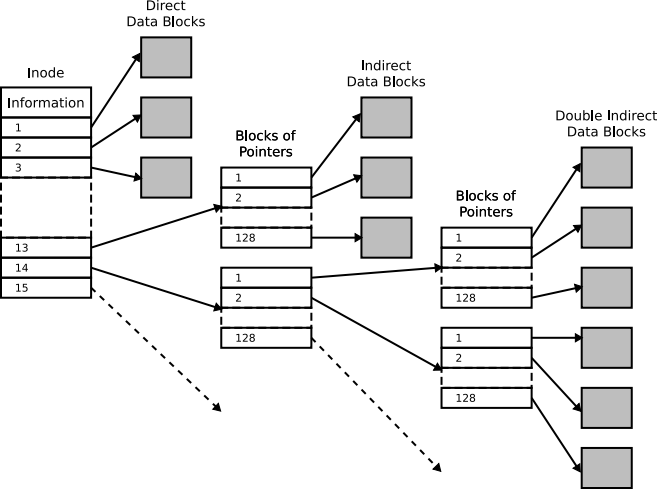 Direct
Data Blocks
Inode
Information
1
2
3
13
14
15
Blocks of
Pointers
1
2
128
1
2
128
Indirect
Data Blocks
Blocks of
Pointers
1
2
128
1
2
128
Double Indirect
Data Blocks